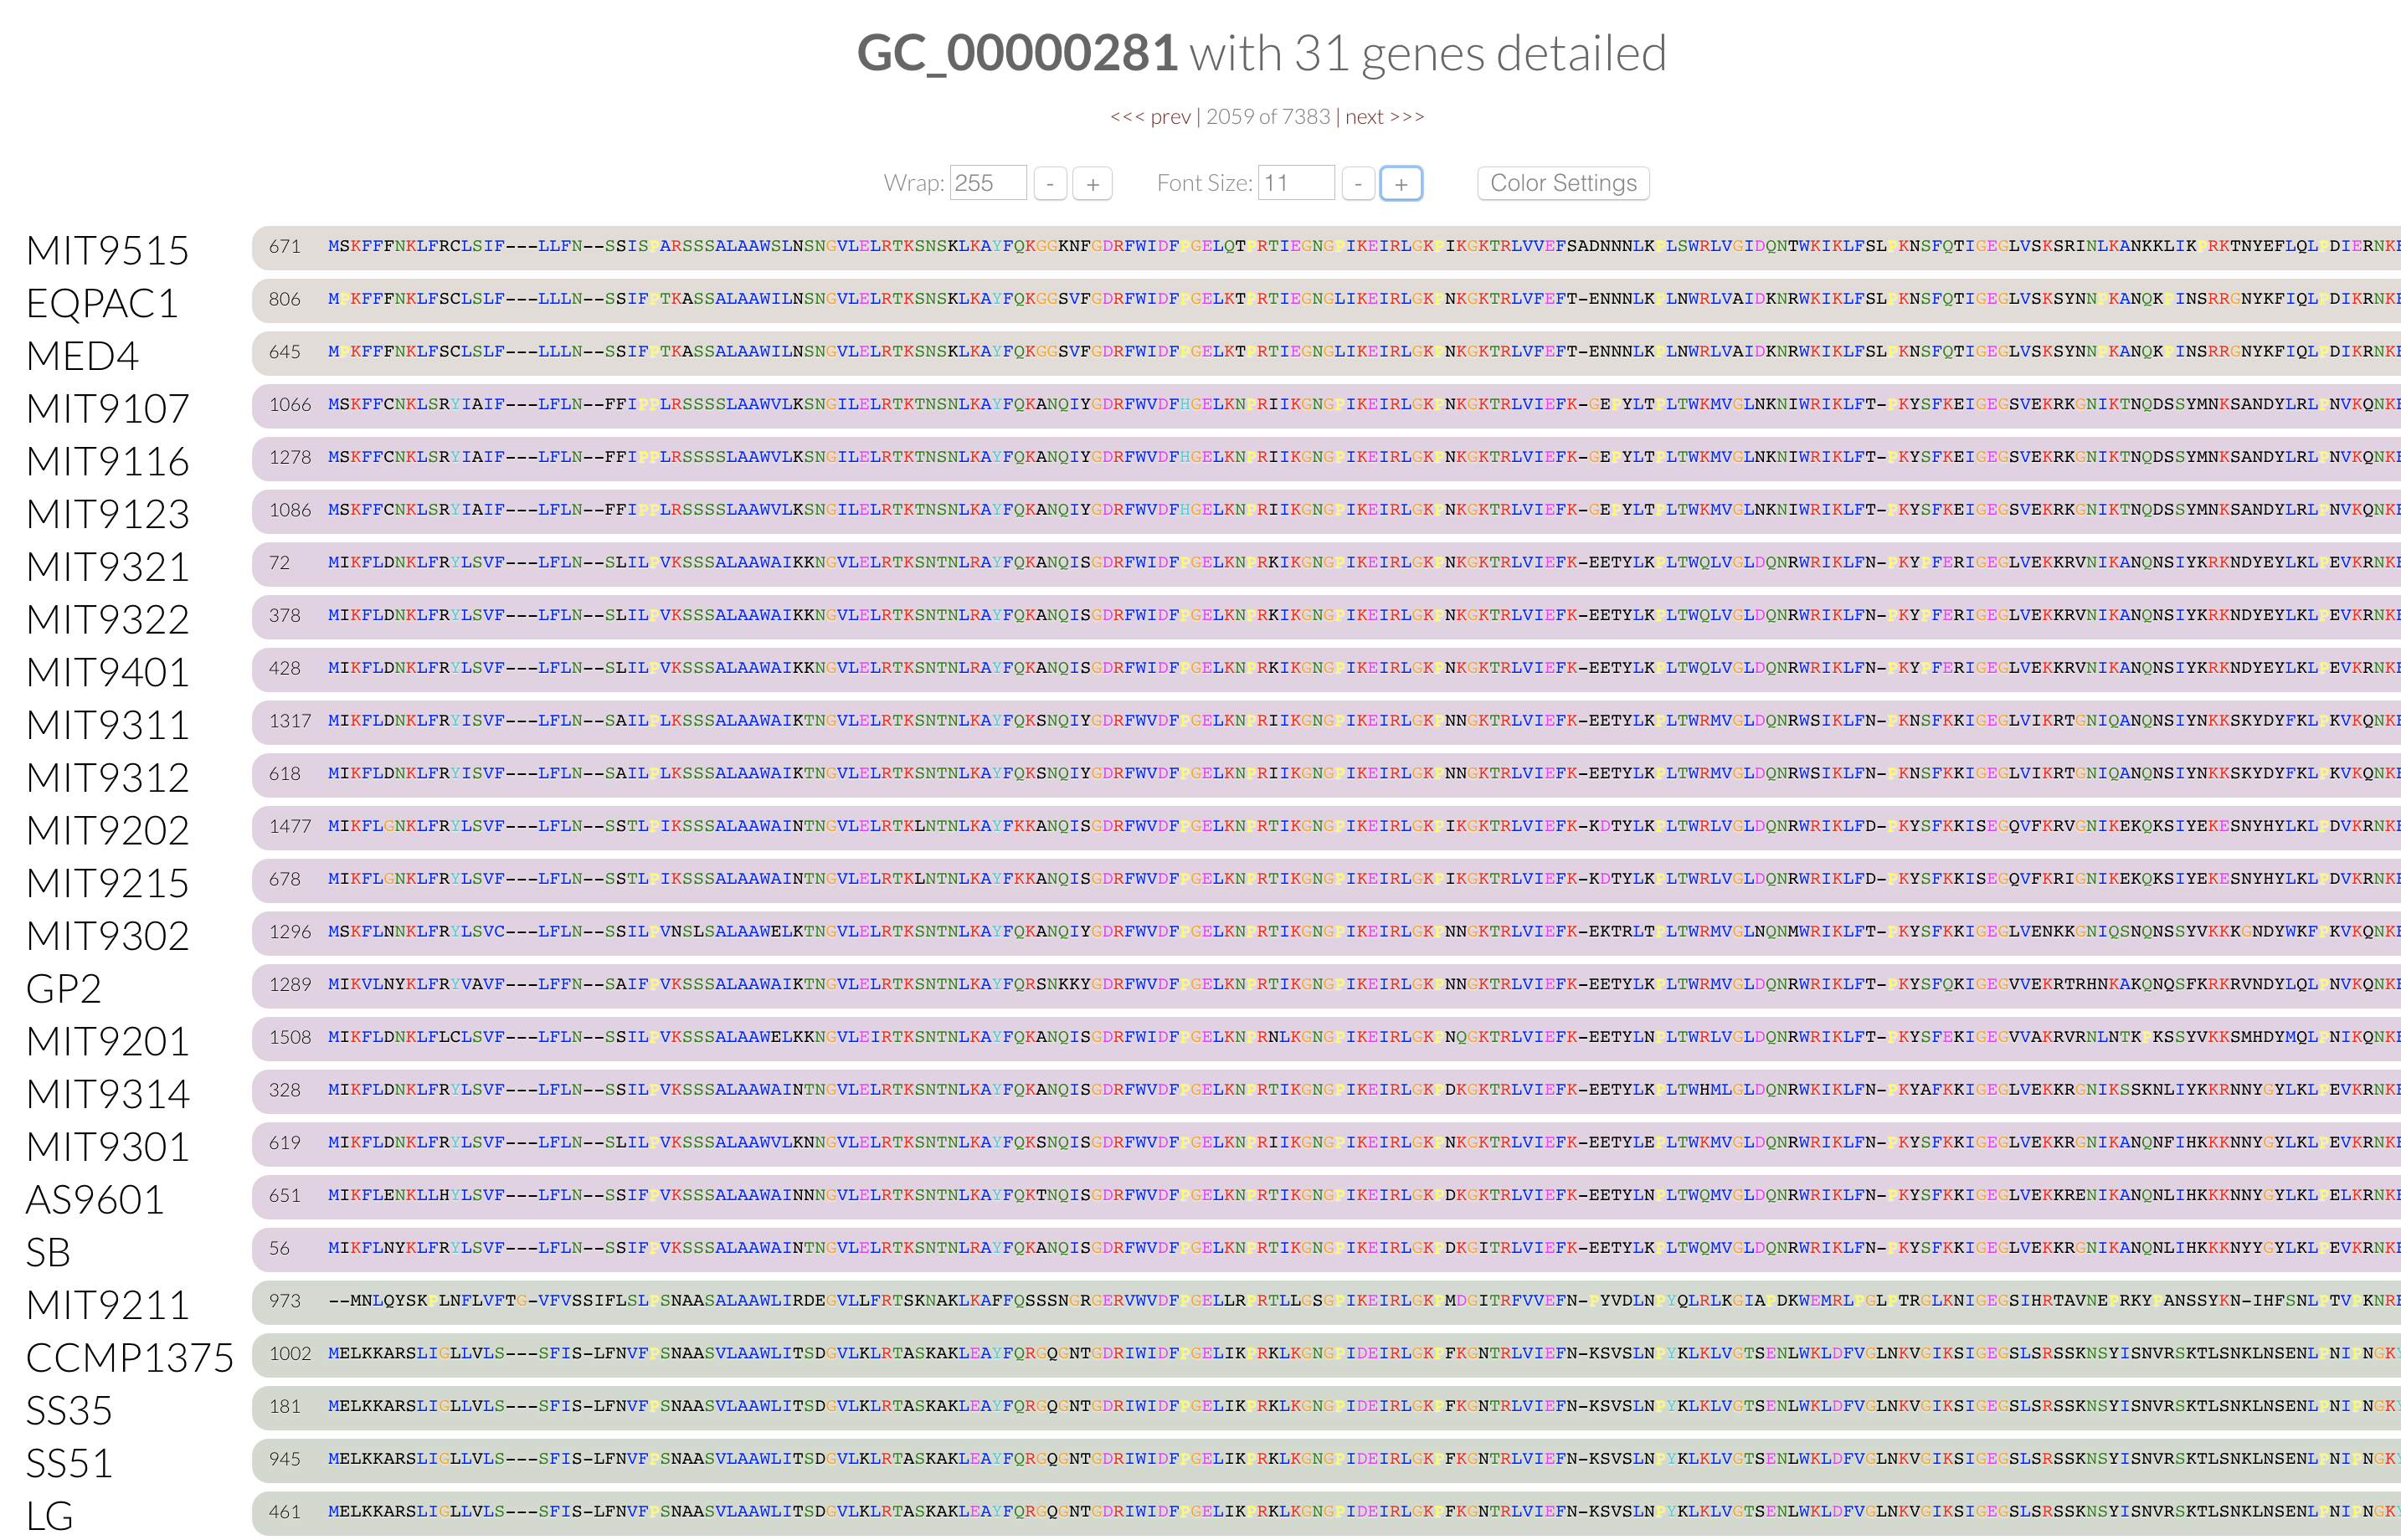 GC_00000281 with 31 genes detailed
<<< prev | 2059 of 7383 | next >>>
Wrap: 255 - + Font Size: 11 - + Color Settings
MIT9515 671 MSKFFFNKLFRCLSIF---LLFN--SSISPARSSSALAAWSLNSNGVLELRTKSNSKLKAYFQKGGKNFGDRFWIDFPGELQTPRTIEGNGPIKEIRLGKPIKGKTRLVVEFSADNNNLKPLSWRLVGIDQNTWKIKLFSLPKNSFQTIGEGLVSKSRINLKANKKLIKPRKTNYEFLQLPDIERNK
EQPAC1 806 MPKFFFNKLFSCLSLF---LLLN--SSIFPTKASSALAAWILNSNGVLELRTKSNSKLKAYFQKGGSVFGDRFWIDFPGELKTPRTIEGNGLIKEIRLGKPNKGKTRLVFEFT-ENNNLKPLNWRLVAIDKNRWKIKLFSLPKNSFQTIGEGLVSKSYNNPKANQKPINSRRGNYKFIQLPDIKRNK
MED4 645 MPKFFFNKLFSCLSLF---LLLN--SSIFPTKASSALAAWILNSNGVLELRTKSNSKLKAYFQKGGSVFGDRFWIDFPGELKTPRTIEGNGLIKEIRLGKPNKGKTRLVFEFT-ENNNLKPLNWRLVAIDKNRWKIKLFSLPKNSFQTIGEGLVSKSYNNPKANQKPINSRRGNYKFIQLPDIKRNK
MIT9107 1066 MSKFFCNKLSRYIAIF---LFLN--FFIPPLRSSSSLAAWVLKSNGILELRTKTNSNLKAYFQKANQIYGDRFWVDFHGELKNPRIIKGNGPIKEIRLGKPNKGKTRLVIEFK-GEPYLTPLTWKMVGLNKNIWRIKLFT-PKYSFKEIGEGSVEKRKGNIKTNQDSSYMNKSANDYLRLPNVKQNK
MIT9116 1278 MSKFFCNKLSRYIAIF---LFLN--FFIPPLRSSSSLAAWVLKSNGILELRTKTNSNLKAYFQKANQIYGDRFWVDFHGELKNPRIIKGNGPIKEIRLGKPNKGKTRLVIEFK-GEPYLTPLTWKMVGLNKNIWRIKLFT-PKYSFKEIGEGSVEKRKGNIKTNQDSSYMNKSANDYLRLPNVKQNK
MIT9123 1086 MSKFFCNKLSRYIAIF---LFLN--FFIPPLRSSSSLAAWVLKSNGILELRTKTNSNLKAYFQKANQIYGDRFWVDFHGELKNPRIIKGNGPIKEIRLGKPNKGKTRLVIEFK-GEPYLTPLTWKMVGLNKNIWRIKLFT-PKYSFKEIGEGSVEKRKGNIKTNQDSSYMNKSANDYLRLPNVKQNK
MIT9321 72 MIKFLDNKLFRYLSVF---LFLN--SLILPVKSSSALAAWAIKKNGVLELRTKSNTNLRAYFQKANQISGDRFWIDFPGELKNPRKIKGNGPIKEIRLGKPNKGKTRLVIEFK-EETYLKPLTWQLVGLDQNRWRIKLFN-PKYPFERIGEGLVEKKRVNIKANQNSIYKRKNDYEYLKLPEVKRNK
MIT9322 378 MIKFLDNKLFRYLSVF---LFLN--SLILPVKSSSALAAWAIKKNGVLELRTKSNTNLRAYFQKANQISGDRFWIDFPGELKNPRKIKGNGPIKEIRLGKPNKGKTRLVIEFK-EETYLKPLTWQLVGLDQNRWRIKLFN-PKYPFERIGEGLVEKKRVNIKANQNSIYKRKNDYEYLKLPEVKRNK
MIT9401 428 MIKFLDNKLFRYLSVF---LFLN--SLILPVKSSSALAAWAIKKNGVLELRTKSNTNLRAYFQKANQISGDRFWIDFPGELKNPRKIKGNGPIKEIRLGKPNKGKTRLVIEFK-EETYLKPLTWQLVGLDQNRWRIKLFN-PKYPFERIGEGLVEKKRVNIKANQNSIYKRKNDYEYLKLPEVKRNK
MIT9311 1317 MIKFLDNKLFRYISVF---LFLN--SAILPLKSSSALAAWAIKTNGVLELRTKSNTNLKAYFQKSNQIYGDRFWVDFPGELKNPRIIKGNGPIKEIRLGKPNNGKTRLVIEFK-EETYLKPLTWRMVGLDQNRWSIKLFN-PKNSFKKIGEGLVIKRTGNIQANQNSIYNKKSKYDYFKLPKVKQNK
MIT9312 618 MIKFLDNKLFRYISVF---LFLN--SAILPLKSSSALAAWAIKTNGVLELRTKSNTNLKAYFQKSNQIYGDRFWVDFPGELKNPRIIKGNGPIKEIRLGKPNNGKTRLVIEFK-EETYLKPLTWRMVGLDQNRWSIKLFN-PKNSFKKIGEGLVIKRTGNIQANQNSIYNKKSKYDYFKLPKVKQNK
MIT9202 1477 MIKFLGNKLFRYLSVF---LFLN--SSTLPIKSSSALAAWAINTNGVLELRTKLNTNLKAYFKKANQISGDRFWVDFPGELKNPRTIKGNGPIKEIRLGKPIKGKTRLVIEFK-KDTYLKPLTWRLVGLDQNRWRIKLFD-PKYSFKKISEGQVFKRVGNIKEKQKSIYEKESNYHYLKLPDVKRNK
MIT9215 678 MIKFLGNKLFRYLSVF---LFLN--SSTLPIKSSSALAAWAINTNGVLELRTKLNTNLKAYFKKANQISGDRFWVDFPGELKNPRTIKGNGPIKEIRLGKPIKGKTRLVIEFK-KDTYLKPLTWRLVGLDQNRWRIKLFD-PKYSFKKISEGQVFKRIGNIKEKQKSIYEKESNYHYLKLPDVKRNK
MIT9302 1296 MSKFLNNKLFRYLSVC---LFLN--SSILPVNSLSALAAWELKTNGVLELRTKSNTNLKAYFQKANQIYGDRFWVDFPGELKNPRTIKGNGPIKEIRLGKPNNGKTRLVIEFK-EKTRLTPLTWRMVGLNQNMWRIKLFT-PKYSFKKIGEGLVENKKGNIQSNQNSSYVKKKGNDYWKFPKVKQNK
GP2 1289 MIKVLNYKLFRYVAVF---LFFN--SAIFPVKSSSALAAWAIKTNGVLELRTKSNTNLKAYFQRSNKKYGDRFWVDFPGELKNPRTIKGNGPIKEIRLGKPNNGKTRLVIEFK-EETYLKPLTWRMVGLDQNRWRIKLFT-PKYSFQKIGEGVVEKRTRHNKAKQNQSFKRKRVNDYLQLPNVKQNK
MIT9201 1508 MIKFLDNKLFLCLSVF---LFLN--SSILPVKSSSALAAWELKKNGVLEIRTKSNTNLKAYFQKANQISGDRFWIDFPGELKNPRNLKGNGPIKEIRLGKPNQGKTRLVIEFK-EETYLNPLTWRLVGLDQNRWRIKLFT-PKYSFEKIGEGVVAKRVRNLNTKPKSSYVKKSMHDYMQLPNIKQNK
MIT9314 328 MIKFLDNKLFRYLSVF---LFLN--SSILPVKSSSALAAWAINTNGVLELRTKSNTNLKAYFQKANQISGDRFWVDFPGELKNPRTIKGNGPIKEIRLGKPDKGKTRLVIEFK-EETYLKPLTWHMLGLDQNRWKIKLFN-PKYAFKKIGEGLVEKKRGNIKSSKNLIYKKRNNYGYLKLPEVKRNK
MIT9301 619 MIKFLDNKLFRYLSVF---LFLN--SLILPVKSSSALAAWVLKNNGVLELRTKSNTNLKAYFQKSNQISGDRFWVDFPGELKNPRIIKGNGPIKEIRLGKPNKGKTRLVIEFK-EETYLEPLTWKMVGLDQNRWRIKLFN-PKYSFKKIGEGLVEKKRGNIKANQNFIHKKKNNYGYLKLPEVKRNK
AS9601 651 MIKFLENKLLHYLSVF---LFLN--SSIFPVKSSSALAAWAINNNGVLELRTKSNTNLKAYFQKTNQISGDRFWVDFPGELKNPRTIKGNGPIKEIRLGKPDKGKTRLVIEFK-EETYLNPLTWQMVGLDQNRWRIKLFN-PKYSFKKIGEGLVEKKRENIKANQNLIHKKKNNYGYLKLPELKRNK
SB 56 MIKFLNYKLFRYLSVF---LFLN--SSIFPVKSSSALAAWAINTNGVLELRTKSNTNLRAYFQKANQISGDRFWVDFPGELKNPRTIKGNGPIKEIRLGKPDKGITRLVIEFK-EETYLKPLTWQMVGLDQNRWRIKLFN-PKYSFKKIGEGLVEKKRGNIKANQNLIHKKKNYYGYLKLPEVKRNK
MIT9211 973 --MNLQYSKPLNFLVFTG-VFVSSIFLSLPSNAASALAAWLIRDEGVLLFRTSKNAKLKAFFQSSSNGRGERVWVDFPGELLRPRTLLGSGPIKEIRLGKPMDGITRFVVEFN-PYVDLNPYQLRLKGIAPDKWEMRLPGLPTRGLKNIGEGSIHRTAVNEPRKYPANSSYKN-IHFSNLPTVPKNR
CCMP1375 1002 MELKKARSLIGLLVLS---SFIS-LFNVFPSNAASVLAAWLITSDGVLKLRTASKAKLEAYFQRGQGNTGDRIWIDFPGELIKPRKLKGNGPIDEIRLGKPFKGNTRLVIEFN-KSVSLNPYKLKLVGTSENLWKLDFVGLNKVGIKSIGEGSLSRSSKNSYISNVRSKTLSNKLNSENLPNIPNGK
SS35 181 MELKKARSLIGLLVLS---SFIS-LFNVFPSNAASVLAAWLITSDGVLKLRTASKAKLEAYFQRGQGNTGDRIWIDFPGELIKPRKLKGNGPIDEIRLGKPFKGNTRLVIEFN-KSVSLNPYKLKLVGTSENLWKLDFVGLNKVGIKSIGEGSLSRSSKNSYISNVRSKTLSNKLNSENLPNIPNGK
SS51 945 MELKKARSLIGLLVLS---SFIS-LFNVFPSNAASVLAAWLITSDGVLKLRTASKAKLEAYFQRGQGNTGDRIWIDFPGELIKPRKLKGNGPIDEIRLGKPFKGNTRLVIEFN-KSVSLNPYKLKLVGTSENLWKLDFVGLNKVGIKSIGEGSLSRSSKNSYISNVRSKTLSNKLNSENLPNIPNGK
LG 461 MELKKARSLIGLLVLS---SFIS-LFNVFPSNAASVLAAWLITSDGVLKLRTASKAKLEAYFQRGQGNTGDRIWIDFPGELIKPRKLKGNGPIDEIRLGKPFKGNTRLVIEFN-KSVSLNPYKLKLVGTSENLWKLDFVGLNKVGIKSIGEGSLSRSSKNSYISNVRSKTLSNKLNSENLPNIPNGK